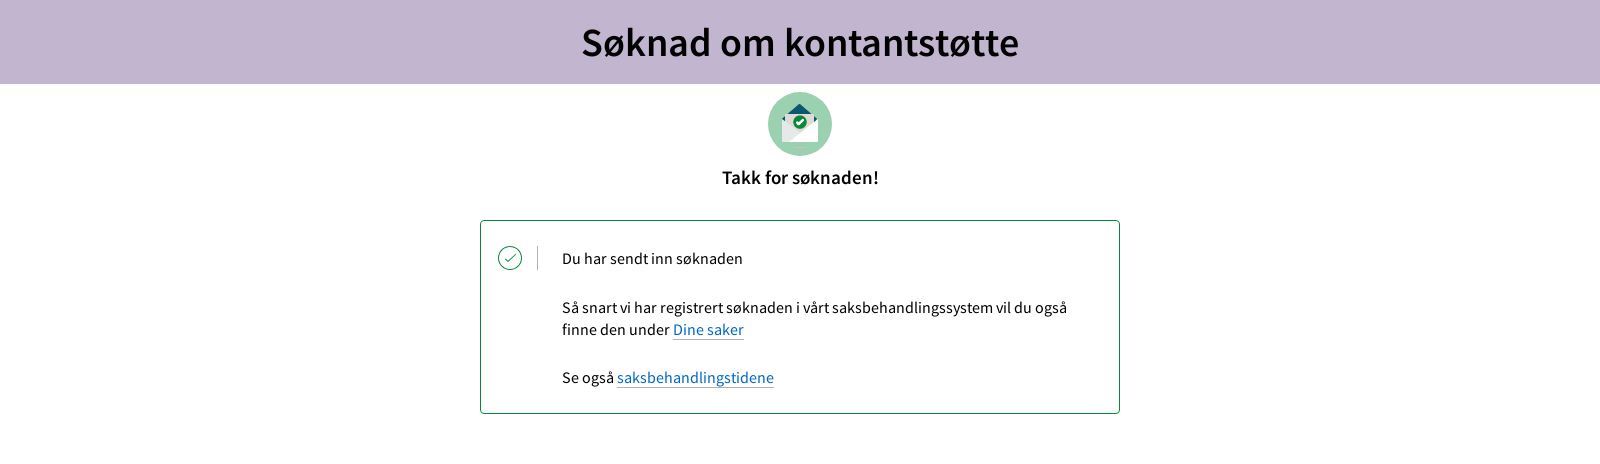 Søknad om kontantstøtte
Takk for søknaden!
Du har sendt inn søknaden
Så snart vi har registrert søknaden i vårt saksbehandlingssystem vil du også
finne den under Dine saker
Se også saksbehandlingstidene